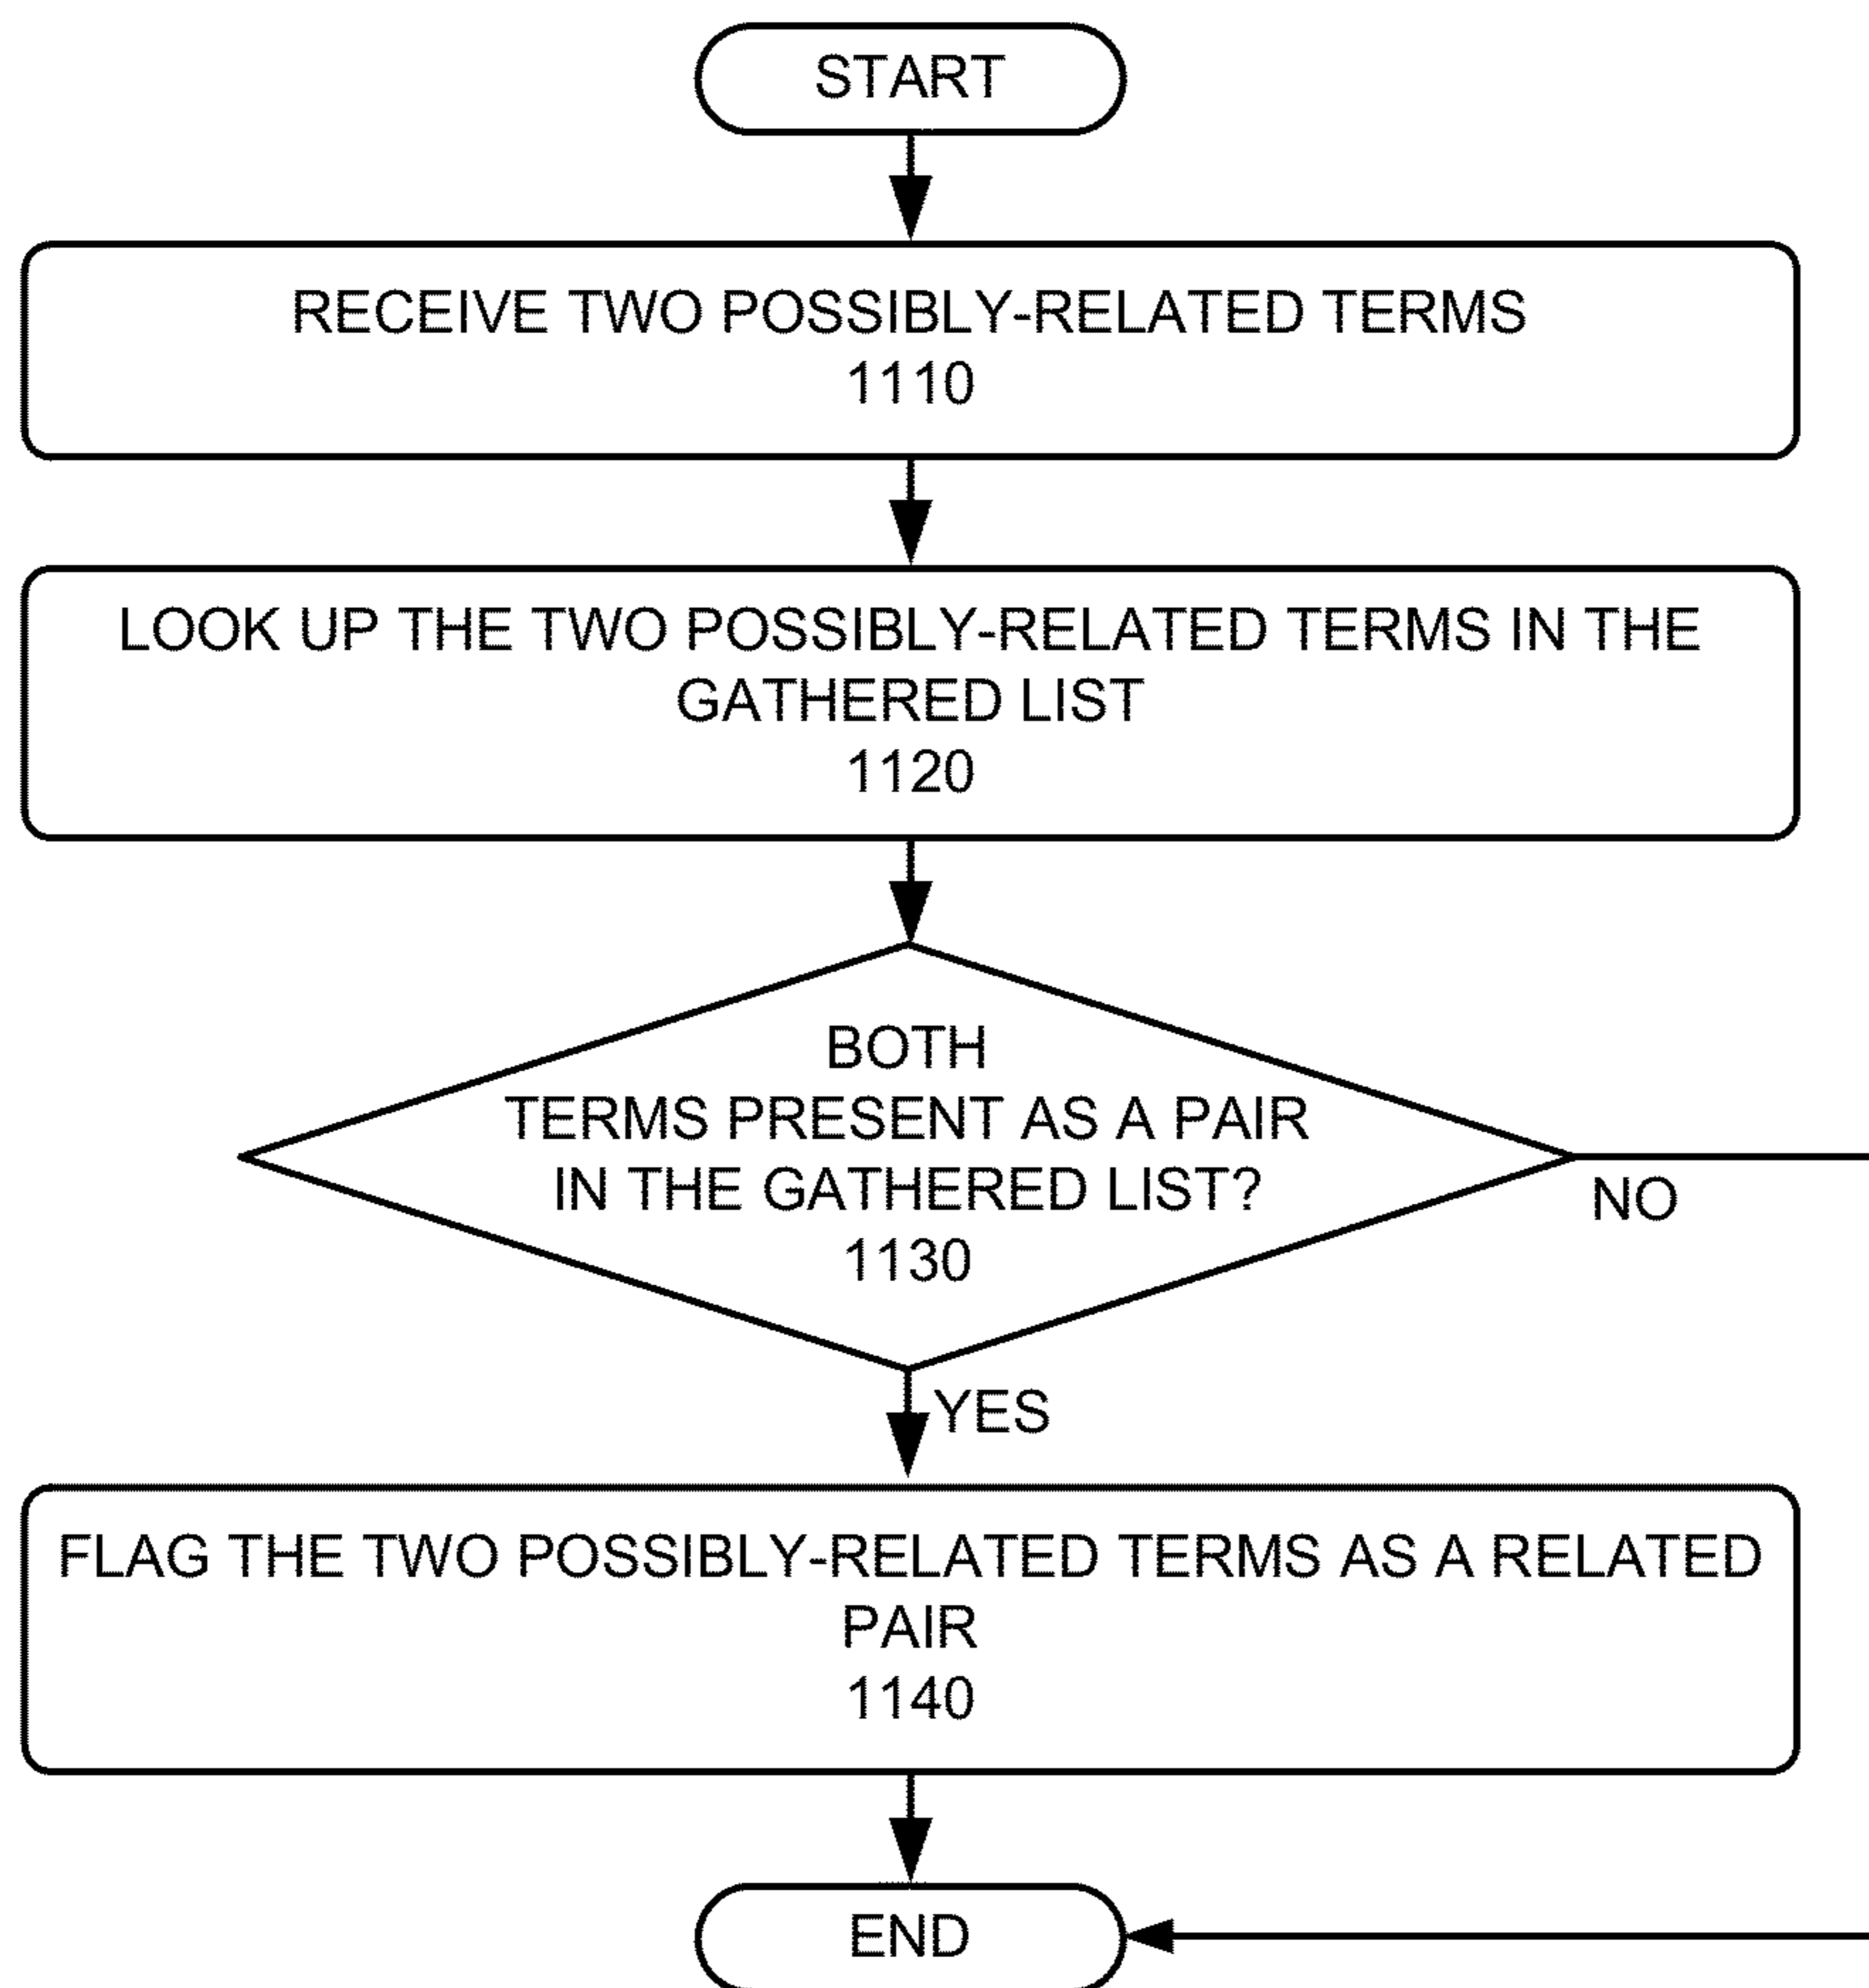 START
RECEIVE TWO POSSIBLY-RELATED TERMS
1110
LOOK UP THE TWO POSSIBLY-RELATED TERMS IN THE
GATHERED LIST
1120
BOTH
TERMS PRESENT AS A PAIR
IN THE GATHERED LIST?
1130
NO
YES
FLAG THE TWO POSSIBLY-RELATED TERMS AS A RELATED
PAIR
1140
END